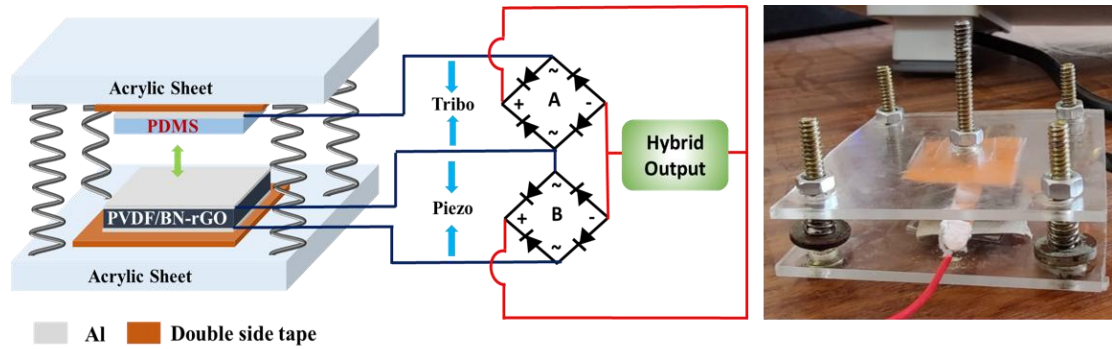 Acrylic Sheet
PDMS
PVDF/BN-rGO
Acrylic Sheet
Al
Double side tape
Tribo
Piezo
~
+
A
-
~
~
+
B
-
~
Hybrid
Output